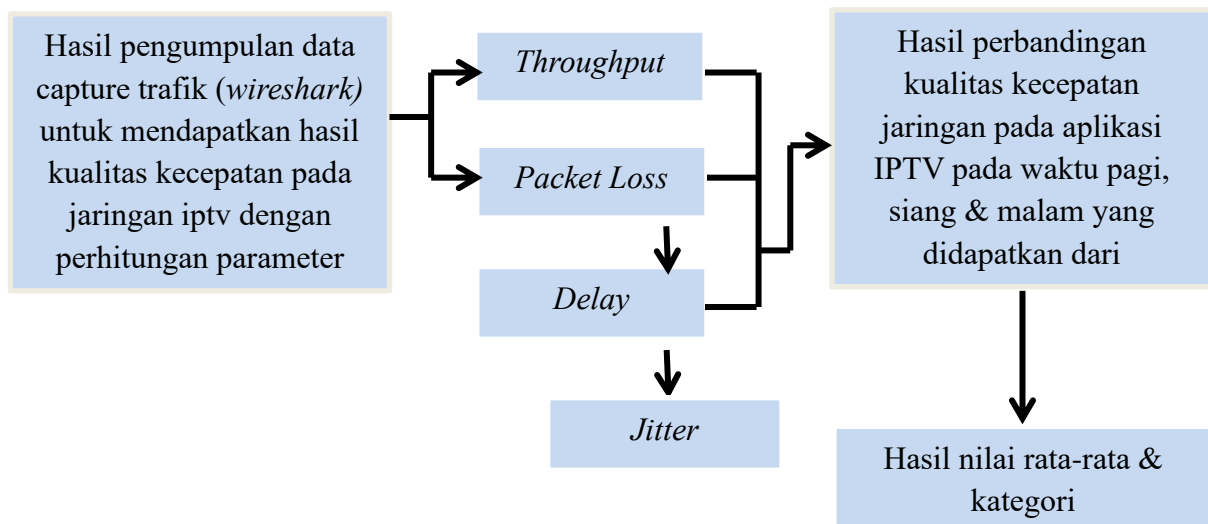 Hasil pengumpulan data
capture trafik (wireshark)
untuk mendapatkan hasil
kualitas kecepatan pada
jaringan iptv dengan
perhitungan parameter
Throughput
Packet Loss
Delay
Jitter
Hasil perbandingan
kualitas kecepatan
jaringan pada aplikasi
IPTV pada waktu pagi,
siang & malam yang
didapatkan dari
Hasil nilai rata-rata &
kategori